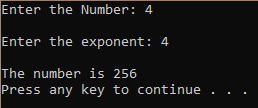 Enter the Number: 4
Enter the exponent: 4
The number is 256
Press any key to continue . . .